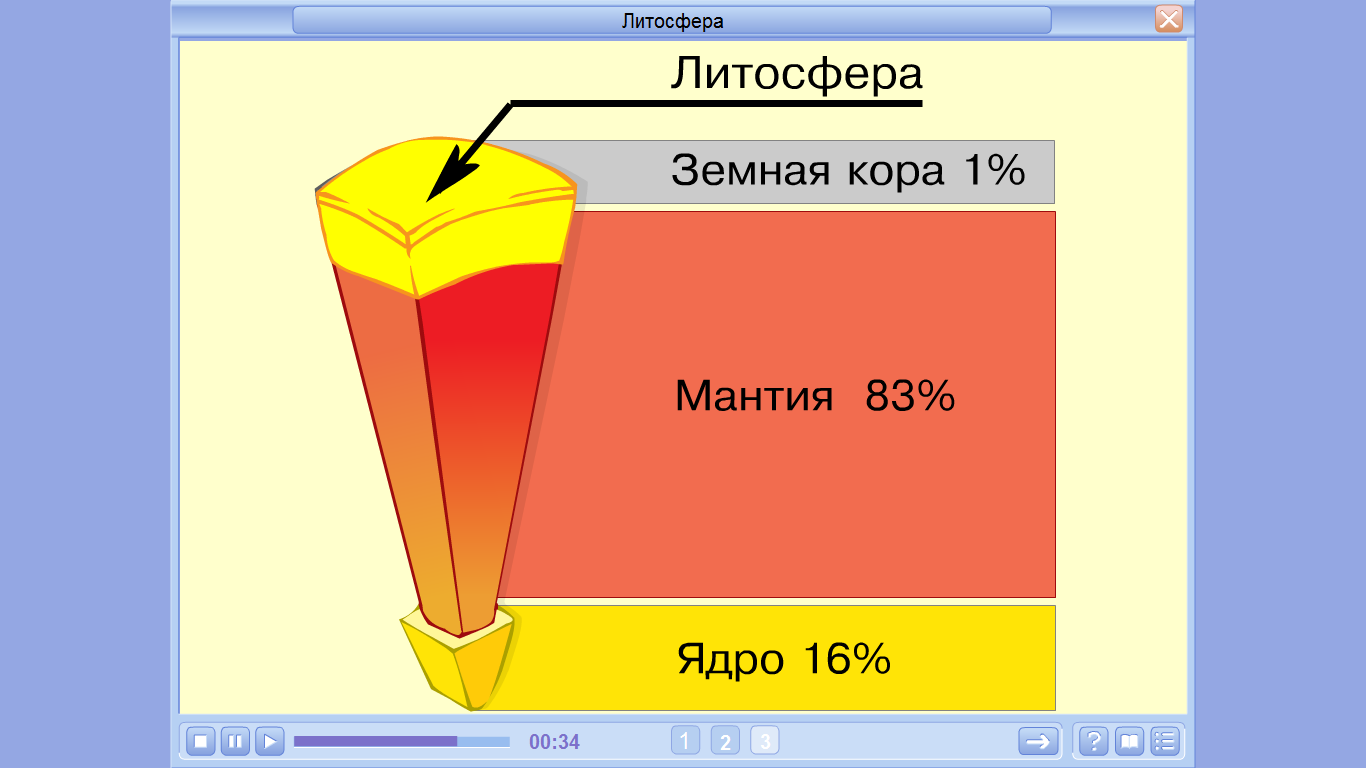 Литосфера
Литосфера
Земная кора 1%
Мантия 83%
Ядро 16%
00:34
1 2 3
?